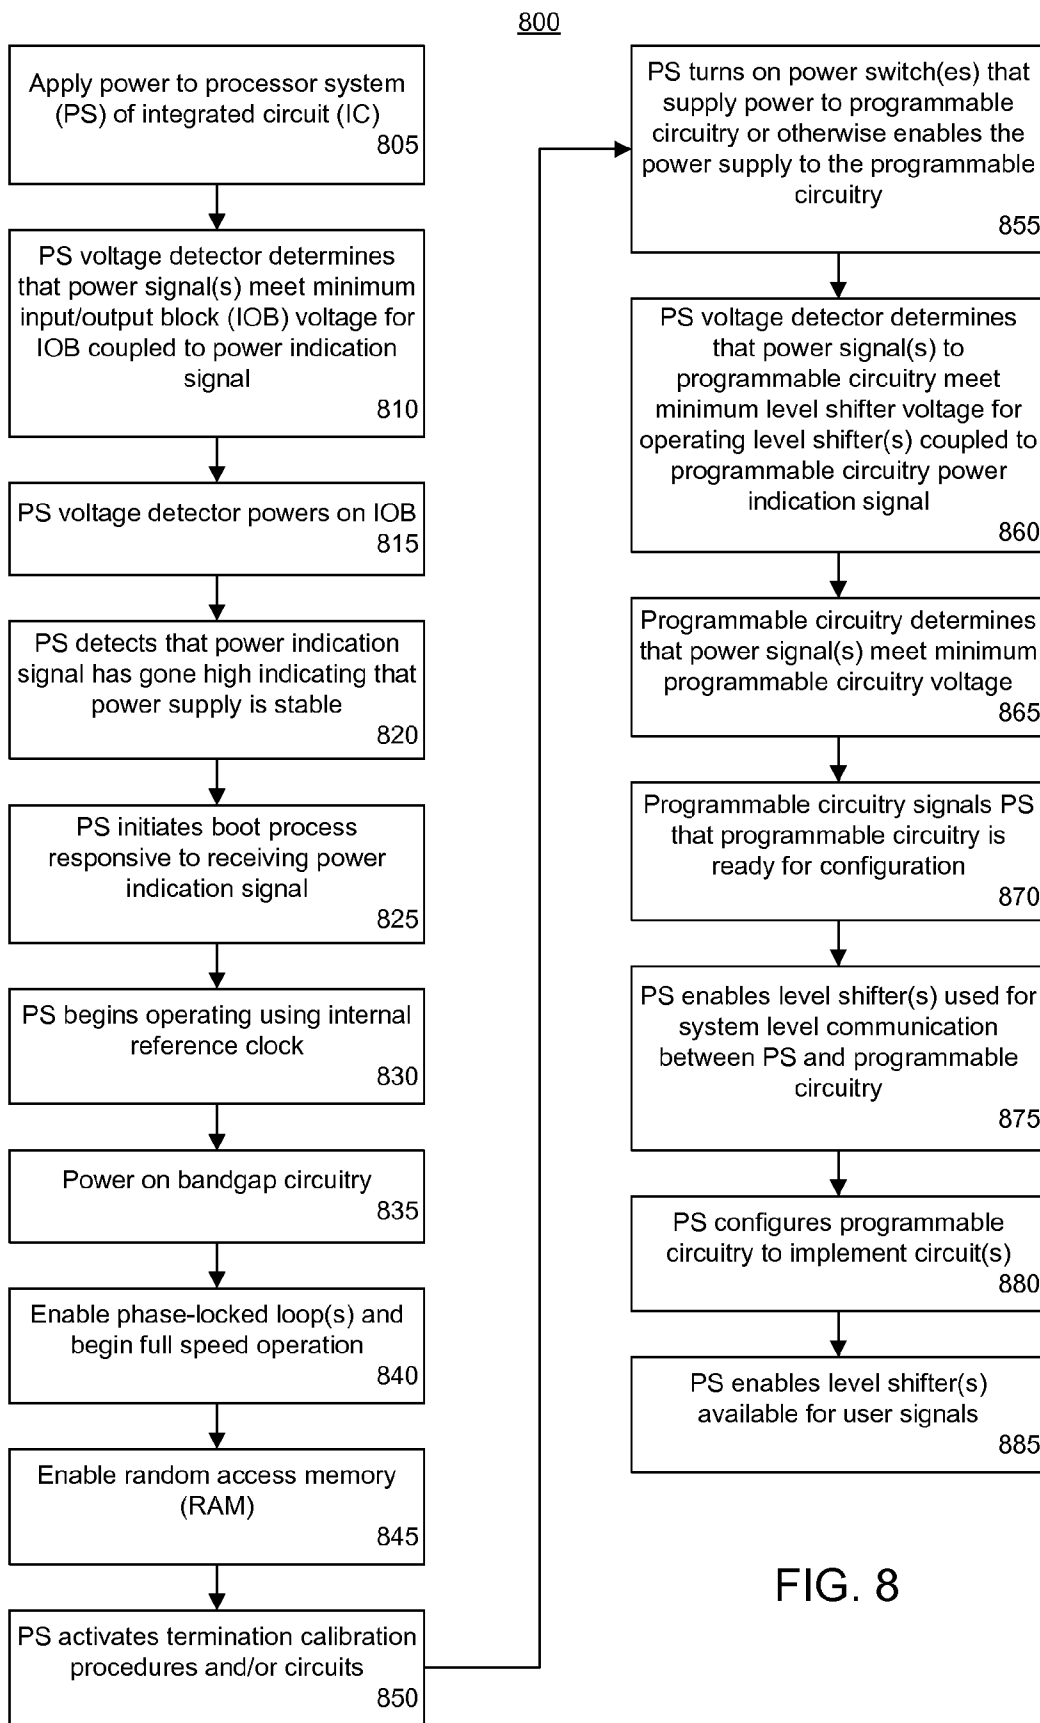 800
Apply power to processor system
(PS) of integrated circuit (IC)
805
PS voltage detector determines
that power signal(s) meet minimum
input/output block (IOB) voltage for
IOB coupled to power indication
signal
810
PS voltage detector powers on IOB
815
PS detects that power indication
signal has gone high indicating that
power supply is stable
820
PS initiates boot process
responsive to receiving power
indication signal
825
PS begins operating using internal
reference clock
830
Power on bandgap circuitry
835
Enable phase-locked loop(s) and
begin full speed operation
840
Enable random access memory
(RAM)
845
PS activates termination calibration
procedures and/or circuits
850
PS turns on power switch(es) that
supply power to programmable
circuitry or otherwise enables the
power supply to the programmable
circuitry
855
PS voltage detector determines
that power signal(s) to
programmable circuitry meet
minimum level shifter voltage for
operating level shifter(s) coupled to
programmable circuitry power
indication signal
860
Programmable circuitry determines
that power signal(s) meet minimum
programmable circuitry voltage
865
Programmable circuitry signals PS
that programmable circuitry is
ready for configuration
870
PS enables level shifter(s) used for
system level communication
between PS and programmable
circuitry
875
PS configures programmable
circuitry to implement circuit(s)
880
PS enables level shifter(s)
available for user signals
885
FIG. 8